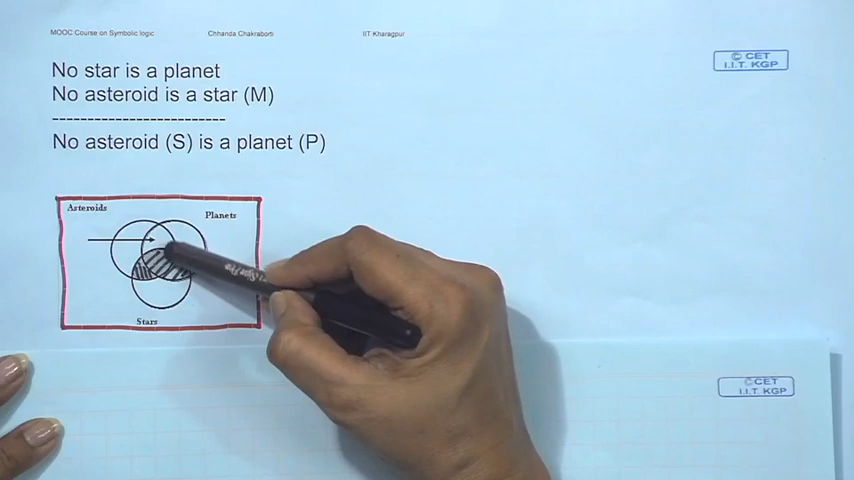 MOOC Course on Symbolic logic Chhanda Chakraborti IIT Kharagpur
© CET
I.I.T. KGP
No star is a planet
No asteroid is a star (M)
-------------------------
No asteroid (S) is a planet (P)
Asteroids
Planets
Stars
© CET
I.I.T. KGP